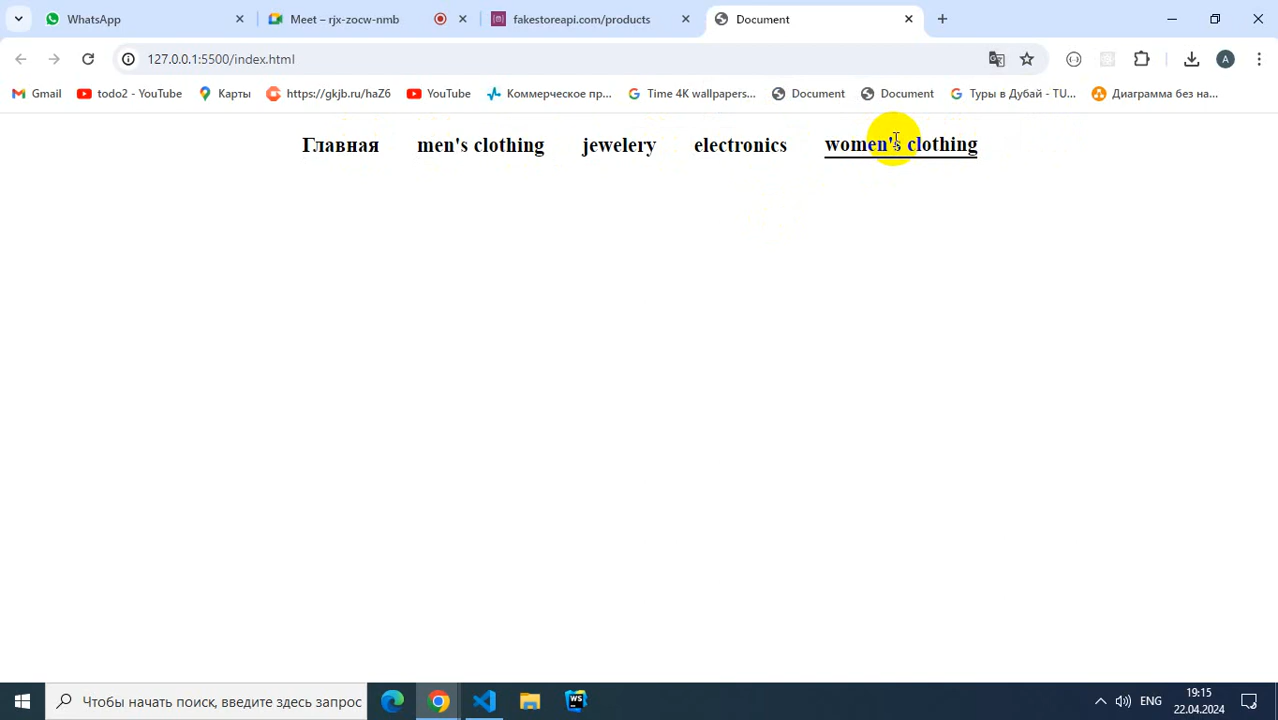 WhatsApp
Meet – rjx-zocw-nmb
fakestoreapi.com/products
Document
127.0.0.1:5500/index.html
A
Gmail
todo2 - YouTube
Карты
https://gkjb.ru/haZ6
YouTube
Коммерческое пр...
Time 4K wallpapers...
Document
Document
Туры в Дубай - TU...
Диаграмма без на...
Главная men's clothing jewelery electronics women's clothing
Чтобы начать поиск, введите здесь запрос
WS
ENG
19:15
22.04.2024